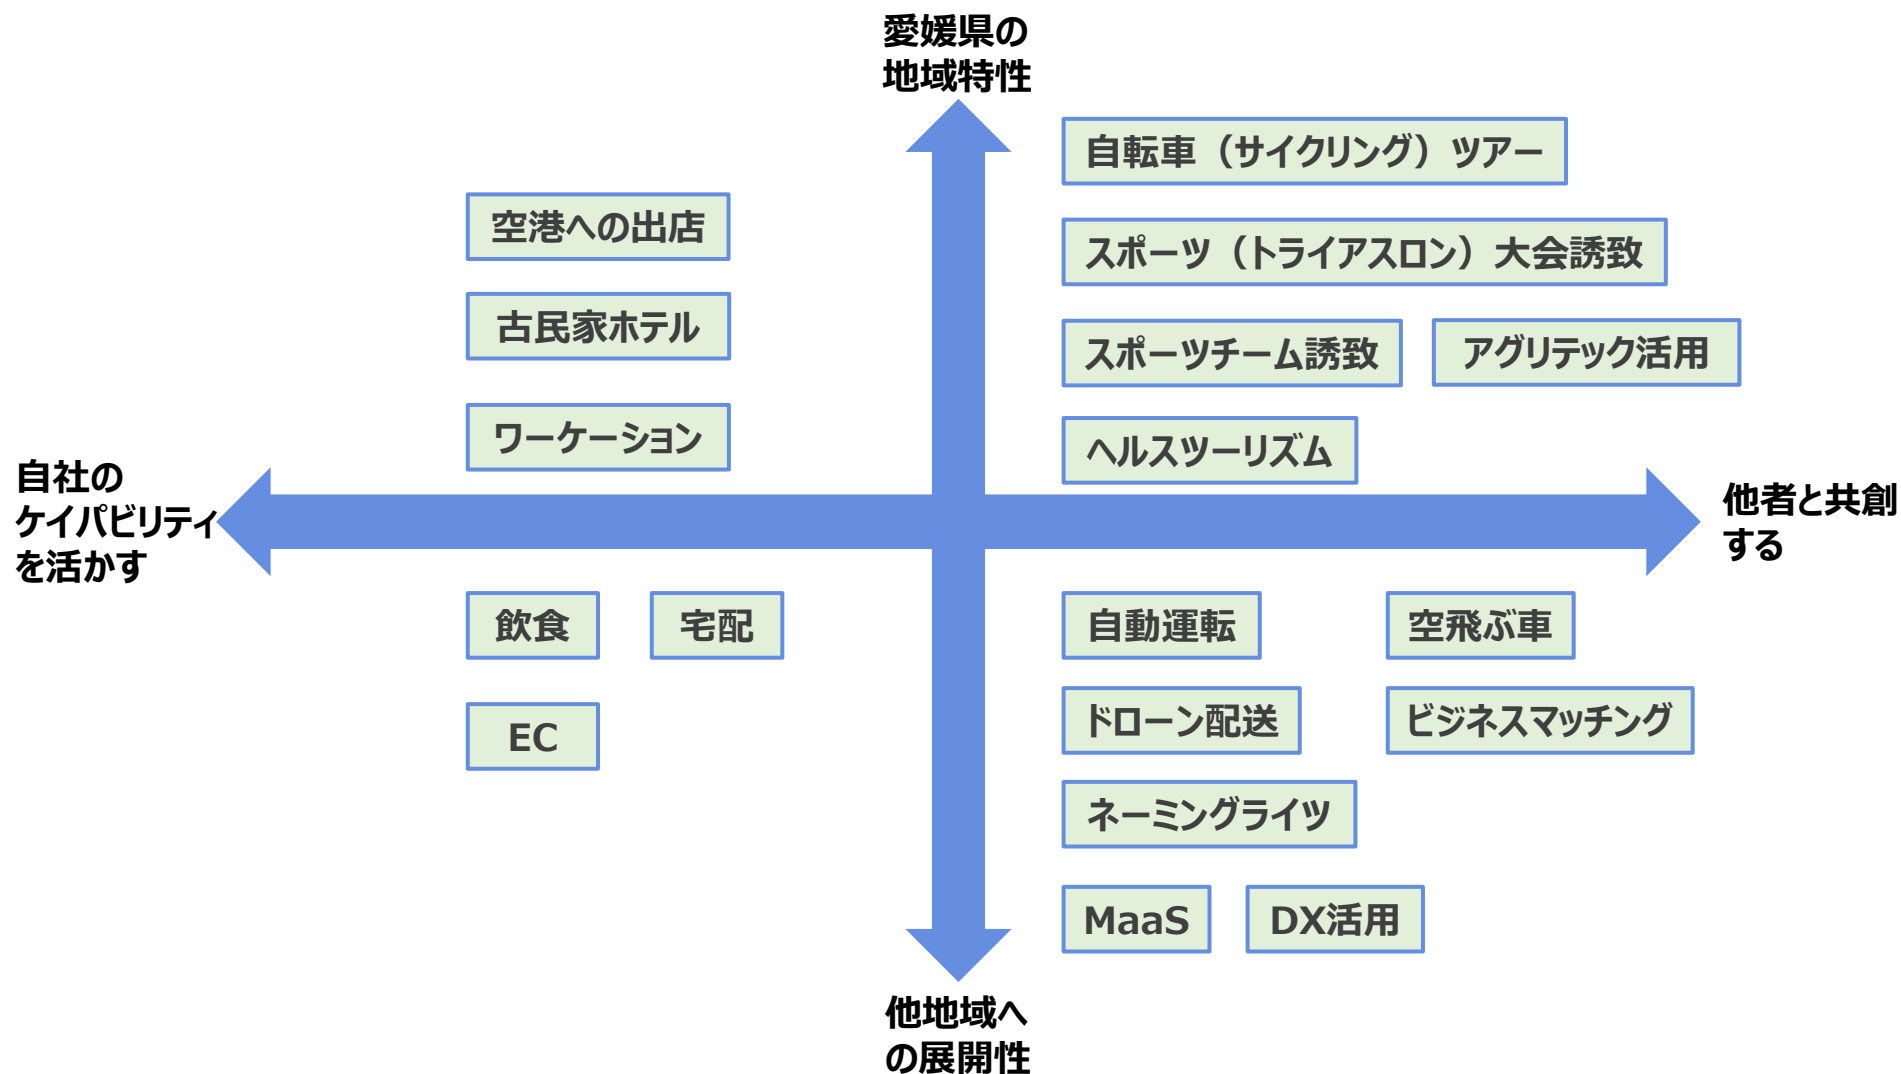 愛媛県の
地域特性
自転車（サイクリング）ツアー
空港への出店
スポーツ（トライアスロン）大会誘致
古民家ホテル
スポーツチーム誘致
アグリテック活用
ワーケーション
ヘルスツーリズム
自社の
ケイパビリティ
を活かす
他者と共創
する
飲食
宅配
自動運転
空飛ぶ車
EC
ドローン配送
ビジネスマッチング
ネーミングライツ
MaaS
DX活用
他地域へ
の展開性